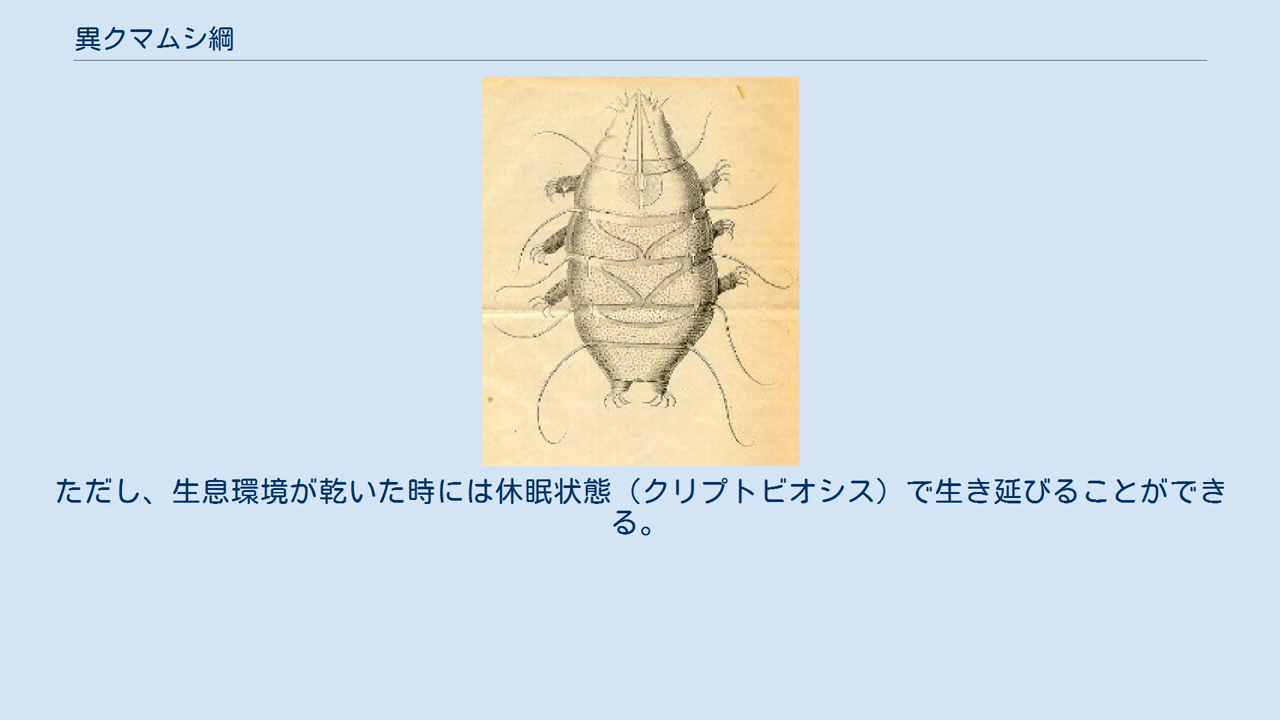 異クマムシ綱
ただし、生息環境が乾いた時には休眠状態（クリプトビオシス）で生き延びることができ
る。